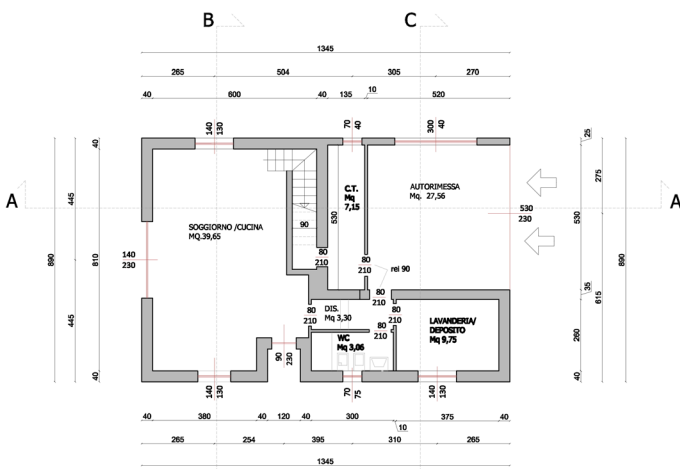 B C
1345
265 504 305 270
10
40 600 40 135 520
140
130
70
40
300
40
40 25
A A
445 275
SOGGIORNO /CUCINA
MQ.39,65
C.T.
Mq
7,15
AUTORIMESSA
Mq. 27,56
530
90
530
230
140
230
890 810 530 890
80
210
80
210
rei 90
35
615
445
80
210
80
210
DIS.
Mq 3,30
80
210
80
210
LAVANDERIA/
DEPOSITO
Mq 9,75
WC
Mq 3,06
260
90
230
40 40
140
130
70
75
140
130
40 380 40 120 40 300 375 40
10
265 254 395 310 265
1345